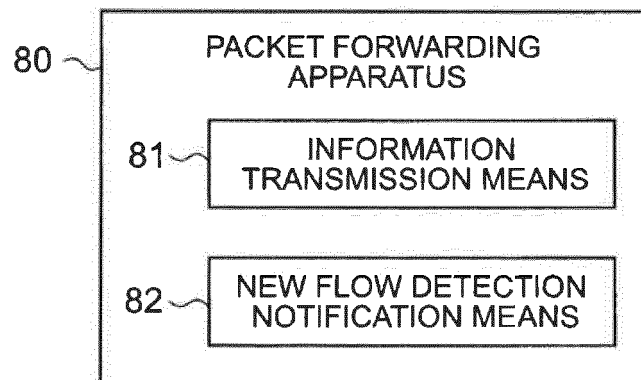 80
PACKET FORWARDING
APPARATUS
81
INFORMATION
TRANSMISSION MEANS
82
NEW FLOW DETECTION
NOTIFICATION MEANS